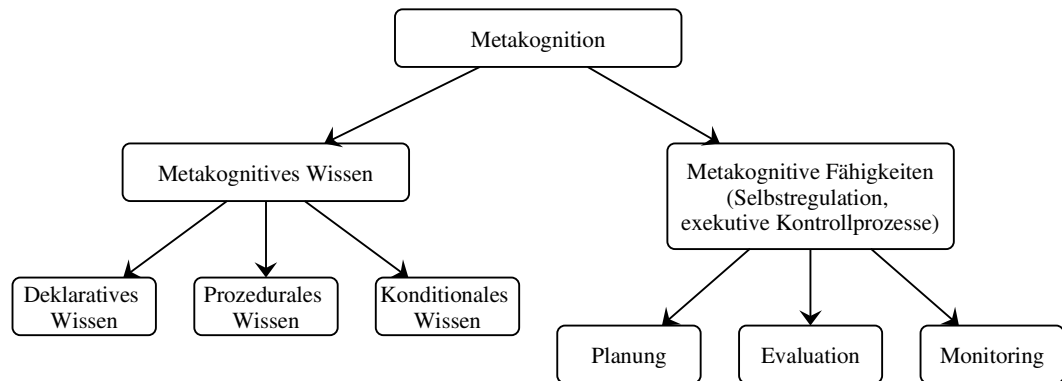 Metakognition
Metakognitives Wissen
Metakognitive Fähigkeiten
(Selbstregulation,
exekutive Kontrollprozesse)
Deklaratives
Wissen
Prozedurales
Wissen
Konditionales
Wissen
Planung
Evaluation
Monitoring